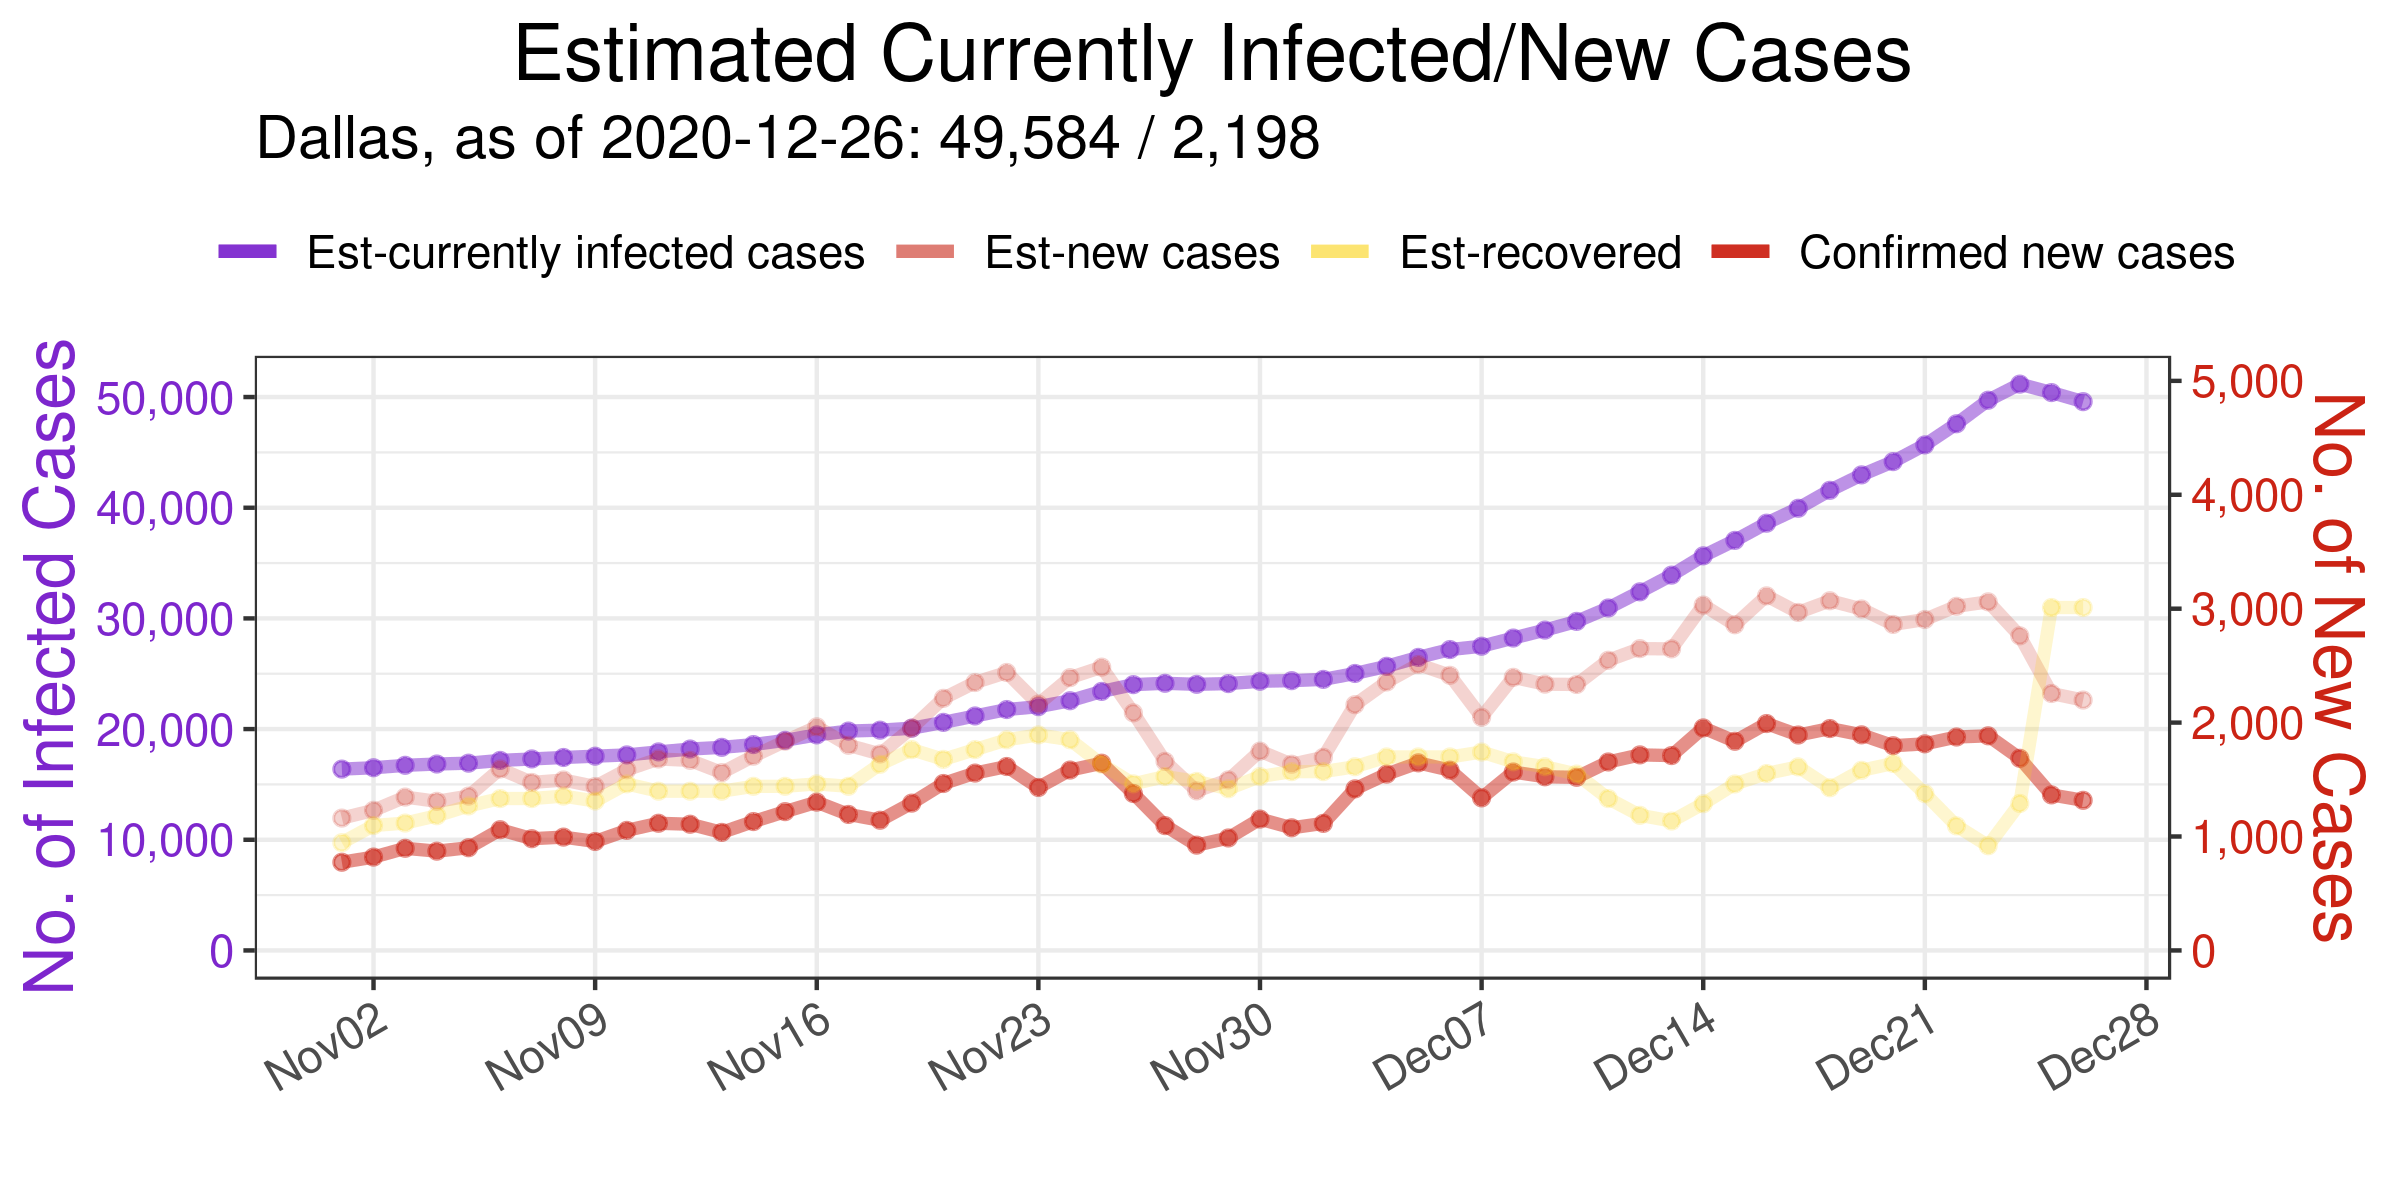 Estimated Currently Infected/New Cases
Dallas, as of 2020-12-26: 49,584 / 2,198
Est-currently infected cases Est-new cases Est-recovered Confirmed new cases
No. of Infected Cases
50,000
40,000
30,000
20,000
10,000
0
5,000
4,000
3,000
2,000
1,000
0
No. of New Cases
Nov02 Nov09 Nov16 Nov23 Nov30 Dec07 Dec14 Dec21 Dec28